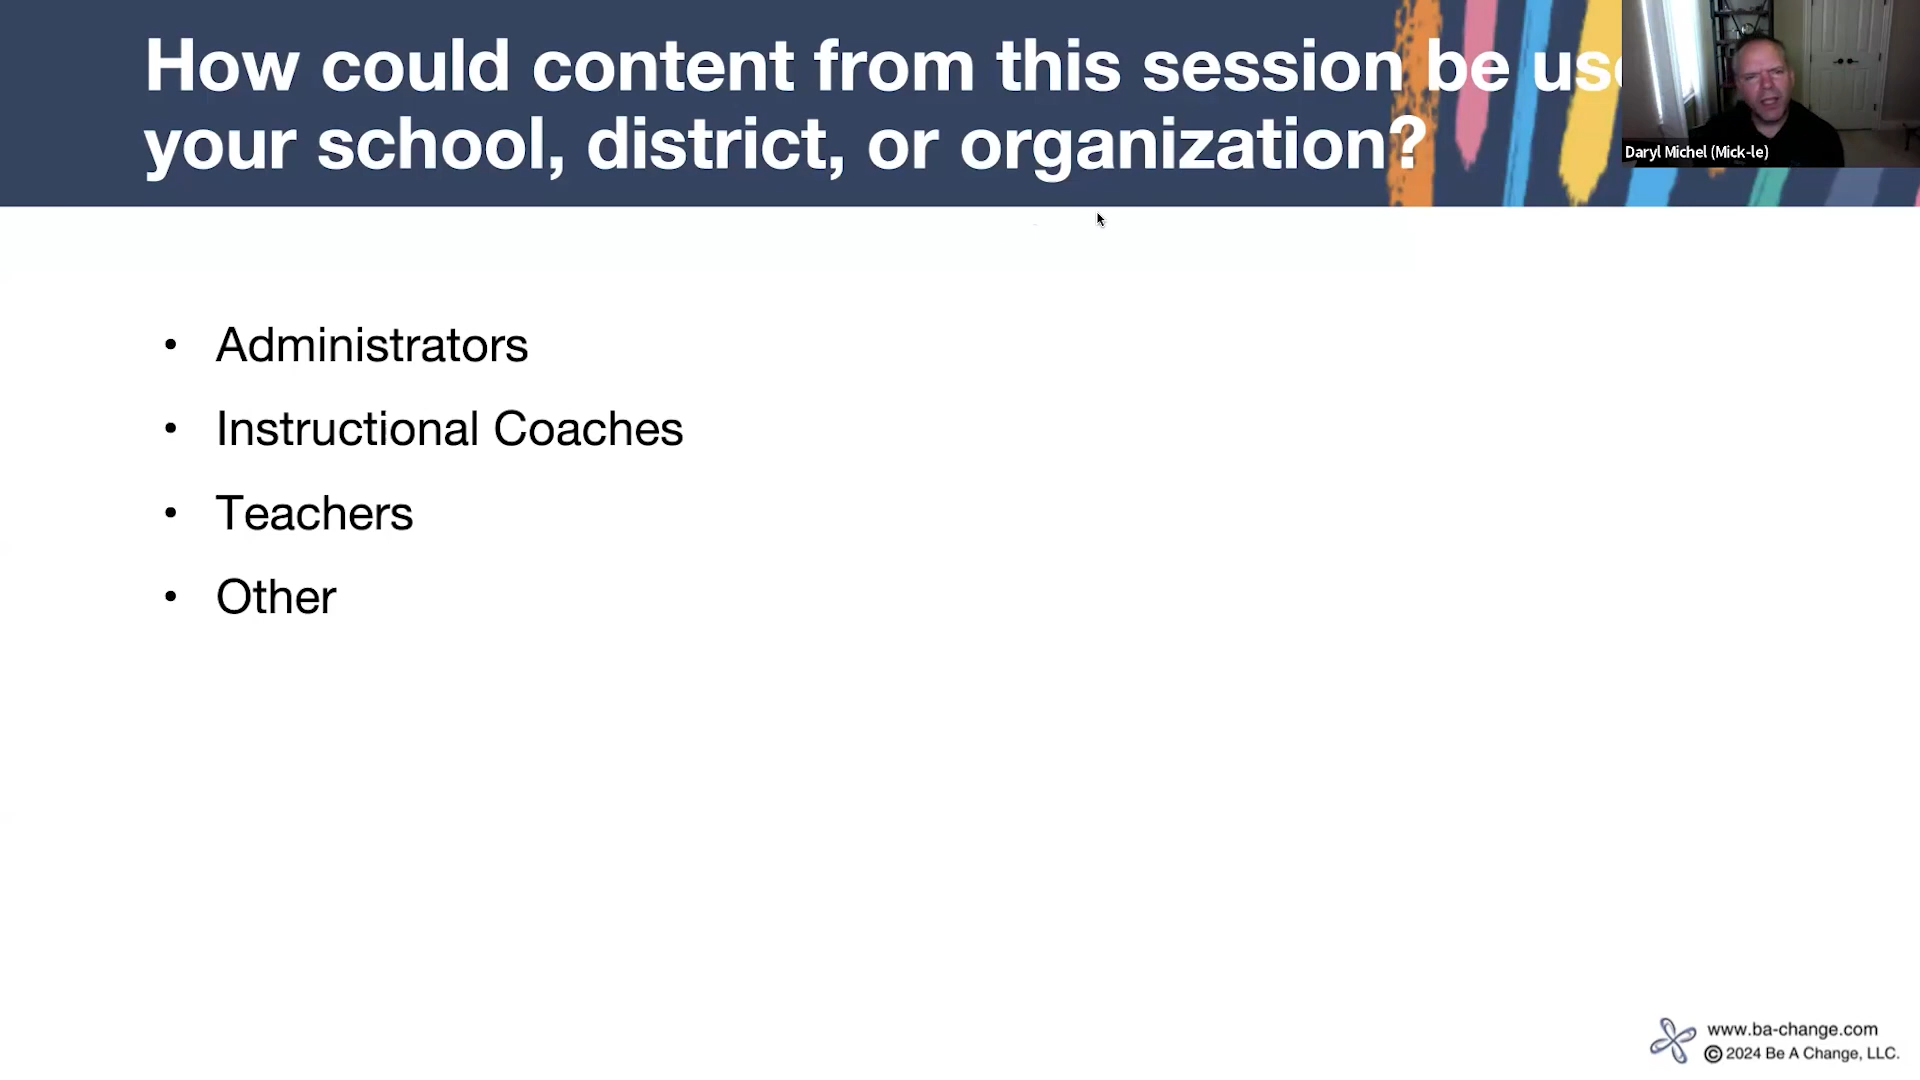 How could content from this session be us
your school, district, or organization?
Daryl Michel (Mick-le)
• Administrators
• Instructional Coaches
• Teachers
• Other
www.ba-change.com
© 2024 Be A Change, LLC.